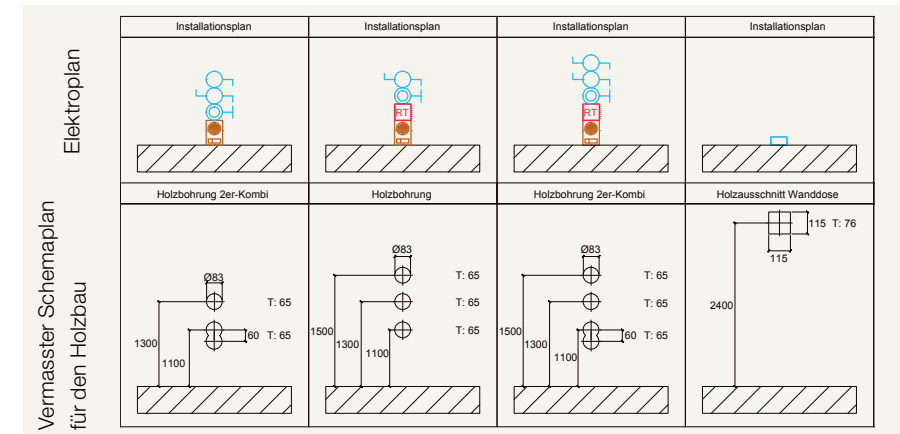 Elektroplan
Installationsplan
Installationsplan
Installationsplan
Installationsplan
RT
RT
Vermasster Schemaplan
für den Holzbau
Holzbohrung 2er-Kombi
Holzbohrung
Holzbohrung 2er-Kombi
Holzausschnitt Wanddose
Ø83
T: 65
60 T: 65
1300
1100
Ø83
T: 65
T: 65
T: 65
1500
1300
1100
Ø83
T: 65
T: 65
60 T: 65
1500
1300
1100
115 T: 76
115
2400